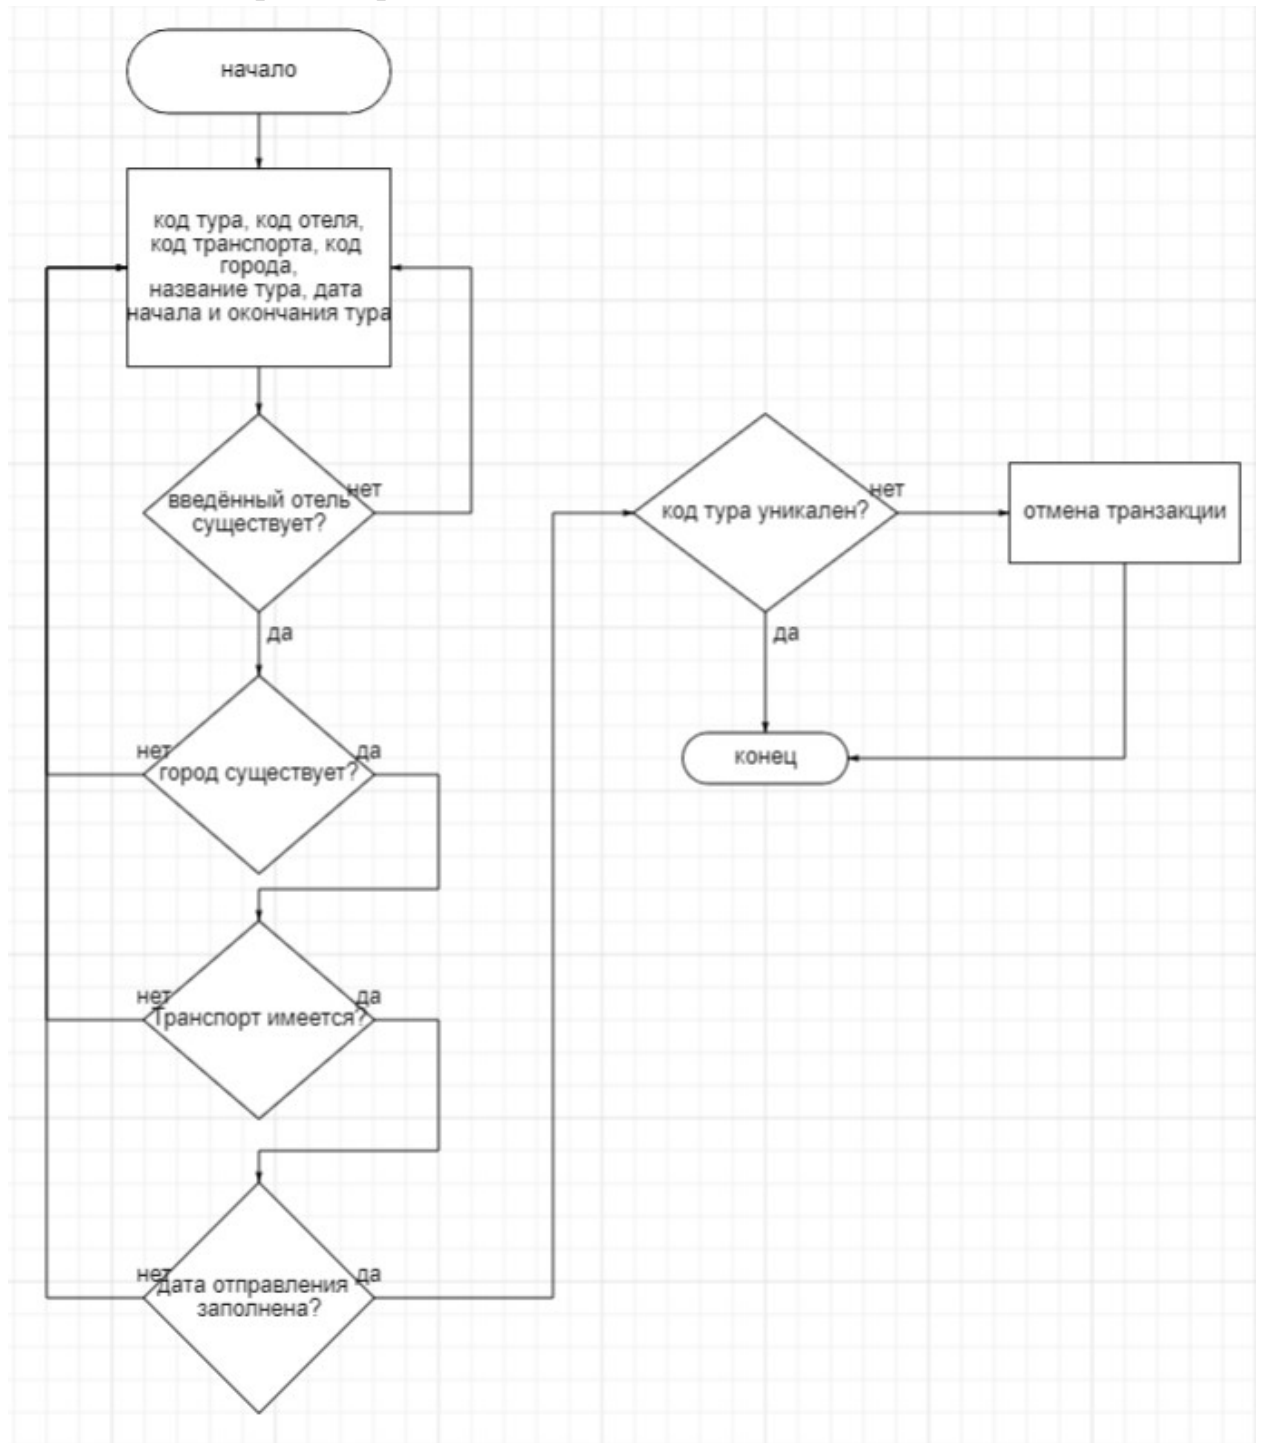 начало
код тура, код отеля,
код транспорта, код
города,
название тура, дата
начала и окончания тура
введённый отель
существует?
нет
да
город существует?
нет
да
Транспорт имеется?
нет
да
дата отправления
заполнена?
нет
да
код тура уникален?
нет
да
отмена транзакции
конец